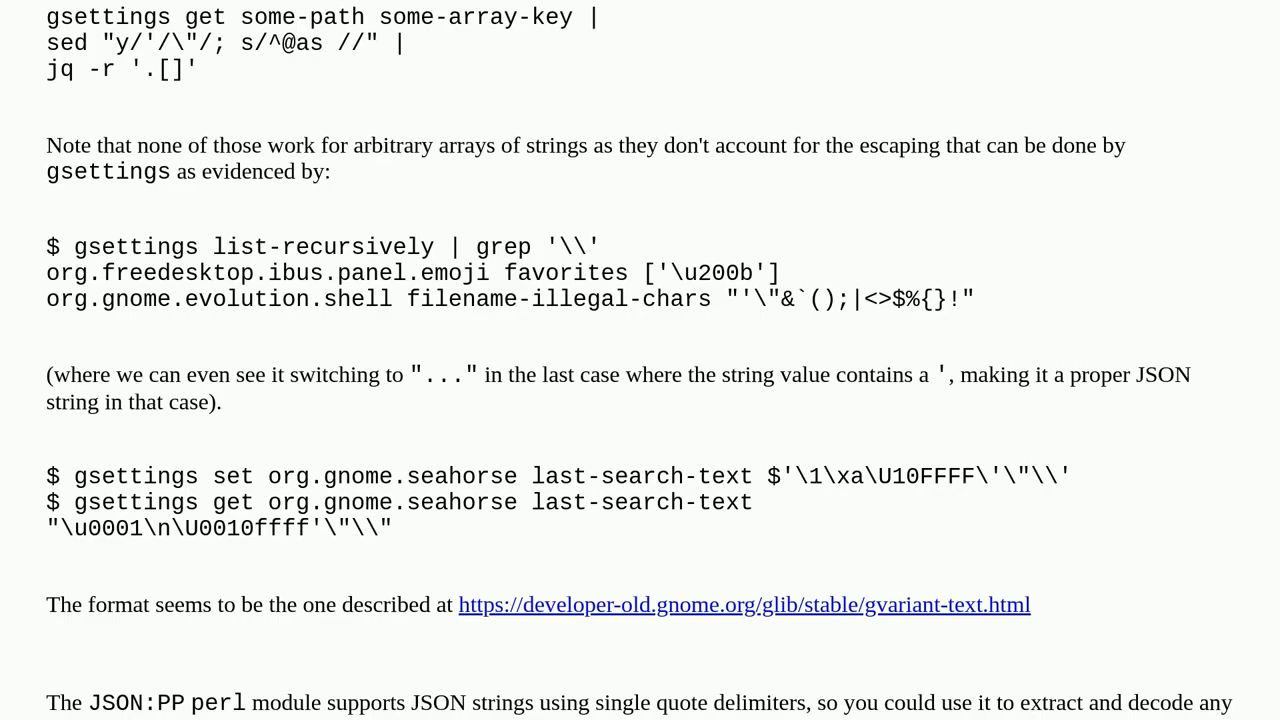 gsettings get some-path some-array-key |
sed "y/'/\"/; s/^@as //" |
jq -r '.[]'
Note that none of those work for arbitrary arrays of strings as they don't account for the escaping that can be done by
gsettings as evidenced by:
$ gsettings list-recursively | grep '\\'
org.freedesktop.ibus.panel.emoji favorites ['\u200b']
org.gnome.evolution.shell filename-illegal-chars "'\"&`();|<>$%{}!"
(where we can even see it switching to "..." in the last case where the string value contains a ', making it a proper JSON
string in that case).
$ gsettings set org.gnome.seahorse last-search-text $'\1\xa\U10FFFF\'\"\\'
$ gsettings get org.gnome.seahorse last-search-text
"\u0001\n\U0010ffff'\"\\"
The format seems to be the one described at https://developer-old.gnome.org/glib/stable/gvariant-text.html
The JSON:PP perl module supports JSON strings using single quote delimiters, so you could use it to extract and decode any